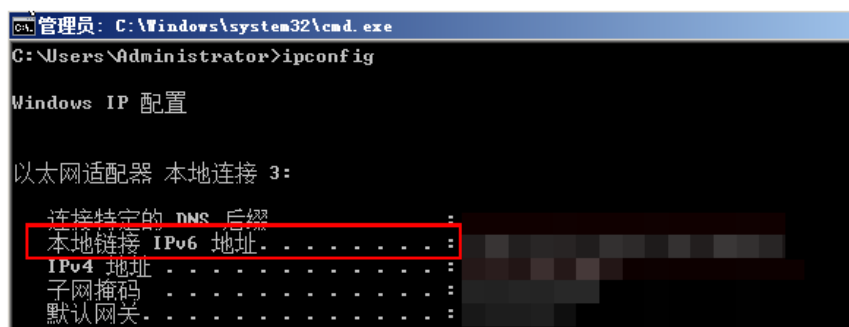 管理员: C:\Windows\system32\cmd.exe
C:\Users\Administrator>ipconfig
Windows IP 配置
以太网适配器 本地连接 3:
连接特定的 DNS 后缀 . . . . . . . :
本地链接 IPv6 地址. . . . . . . . :
IPv4 地址 . . . . . . . . . . . . :
子网掩码 . . . . . . . . . . . . :
默认网关. . . . . . . . . . . . . :